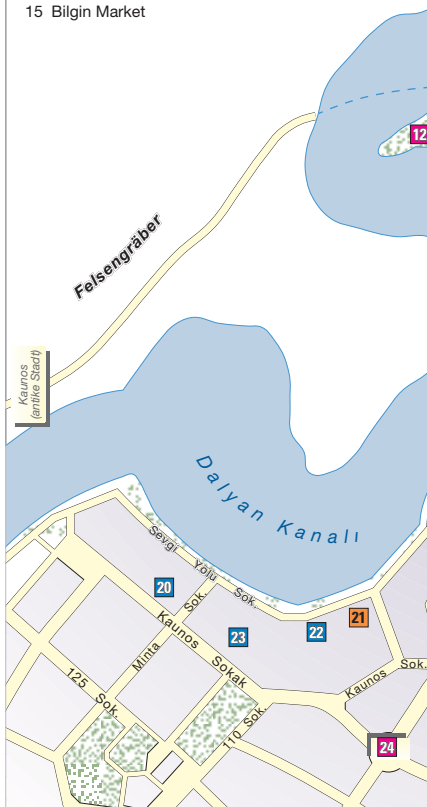 15 Bilgin Market
12
Felsengräber
Kaunos
(antike Stadt)
Dalyan Kanalı
Sevgi Yolu Sok.
20
Minta Sok.
21
22
23
Kaunos Sokak
125 Sok.
110 Sok.
Kaunos Sok.
24